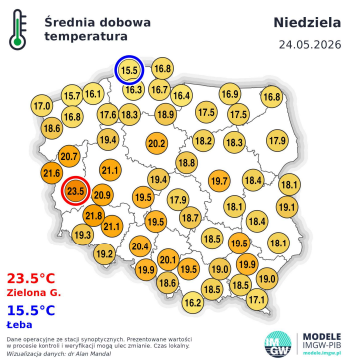 Średnia dobowa
temperatura
Niedziela
24.05.2026
15.5 16.8
17.0 15.7 16.1 16.3 16.7 16.4 16.9 16.8
18.6 16.8 17.6 18.3 18.9 17.5 17.5
19.4 20.2 18.2 18.3 17.9
20.7 21.1 18.8
21.6 23.5 20.9 19.4 19.7 18.4 18.1
19.5 17.9
21.8 21.1 19.5 18.7 18.1 18.4 19.1
19.3 18.5 19.5 18.1
19.2 20.4 20.1
19.9 19.5 19.0 19.9 19.0
18.6 18.5 18.5
16.2 17.1
23.5°C
Zielona G.
15.5°C
Łeba
Dane operacyjne ze stacji synoptycznych. Prezentowane wartości
w procesie kontroli i weryfikacji mogą ulec zmianie. Czas lokalny.
Wizualizacja danych: dr Alan Mandal
IM
GW
MODELE
IMGW-PIB
modele.imgw.pl